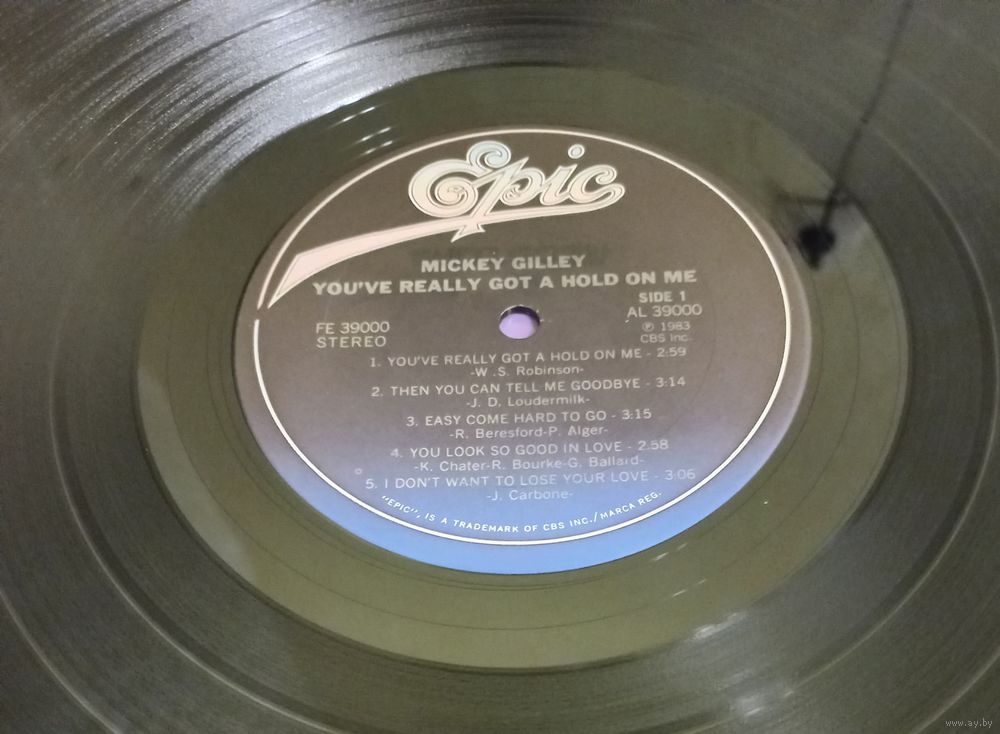 Epic
MICKEY GILLEY
YOU'VE REALLY GOT A HOLD ON ME
SIDE 1
FE 39000
AL 39000
STEREO
℗ 1983
CBS Inc.
1. YOU'VE REALLY GOT A HOLD ON ME - 2:59
-W .S. Robinson-
2. THEN YOU CAN TELL ME GOODBYE - 3:14
-J. D. Loudermilk-
3. EASY COME HARD TO GO - 3:15
-R. Beresford-P. Alger-
4. YOU LOOK SO GOOD IN LOVE - 2:58
-K. Chater-R. Bourke-G. Ballard-
5. I DON'T WANT TO LOSE YOUR LOVE - 3:06
-J. Carbone-
"EPIC", IS A TRADEMARK OF CBS INC./MARCA REG.
www.ay.by